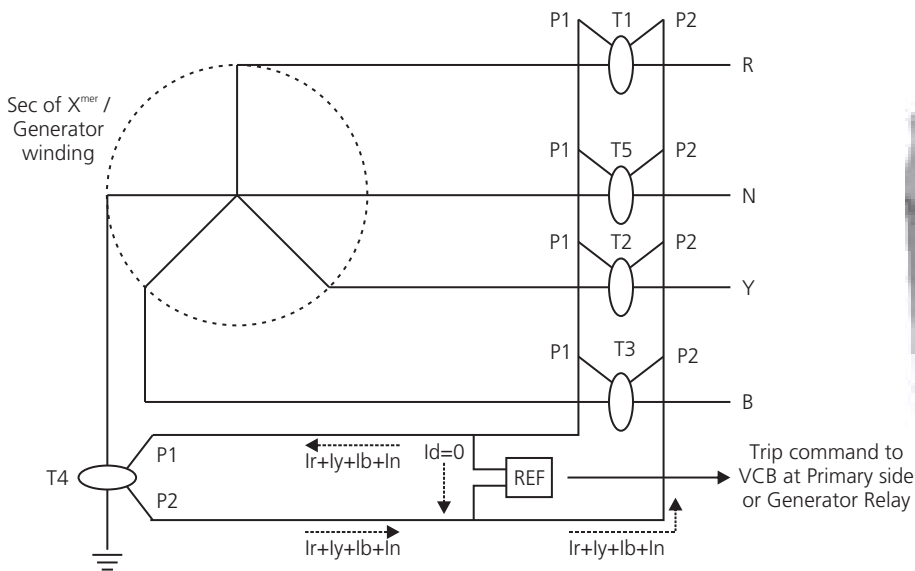 P1 T1 P2
R
Sec of Xmer /
Generator
winding
P1 T5 P2
N
P1 T2 P2
Y
P1 T3 P2
B
P1
Ir+Iy+Ib+In
Id=0
T4
REF
Trip command to
VCB at Primary side
or Generator Relay
P2
Ir+Iy+Ib+In
Ir+Iy+Ib+In